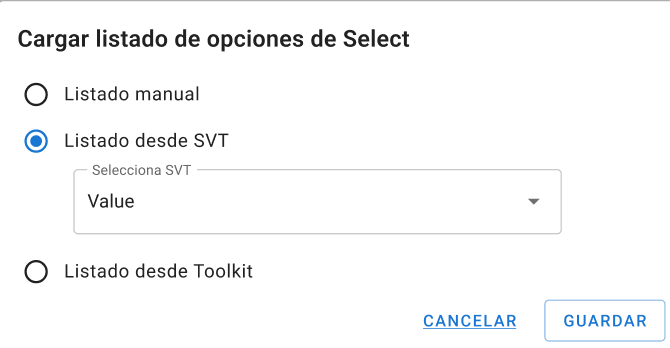 Cargar listado de opciones de Select
Listado manual
Listado desde SVT
Selecciona SVT
Value
Listado desde Toolkit
CANCELAR GUARDAR